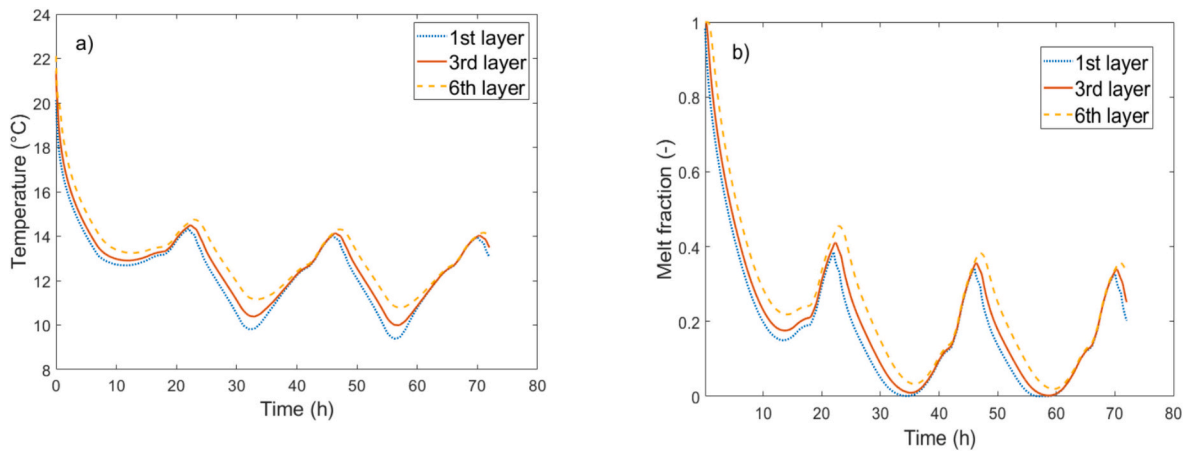 a)
1st layer
3rd layer
6th layer
24
22
20
18
16
14
12
10
8
Temperature (°C)
0 10 20 30 40 50 60 70 80
Time (h)
b)
1st layer
3rd layer
6th layer
1
0.8
0.6
0.4
0.2
0
Melt fraction (-)
10 20 30 40 50 60 70 80
Time (h)